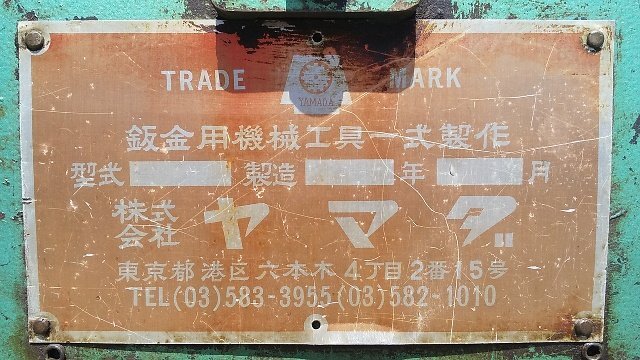 TRADE MARK
YAMADA
鈑金用機械工具一式製作
型式 製造 年 月
株式会社 ヤマダ
東京都港区六本木4丁目2番15号
TEL(03)583-3955(03)582-1010